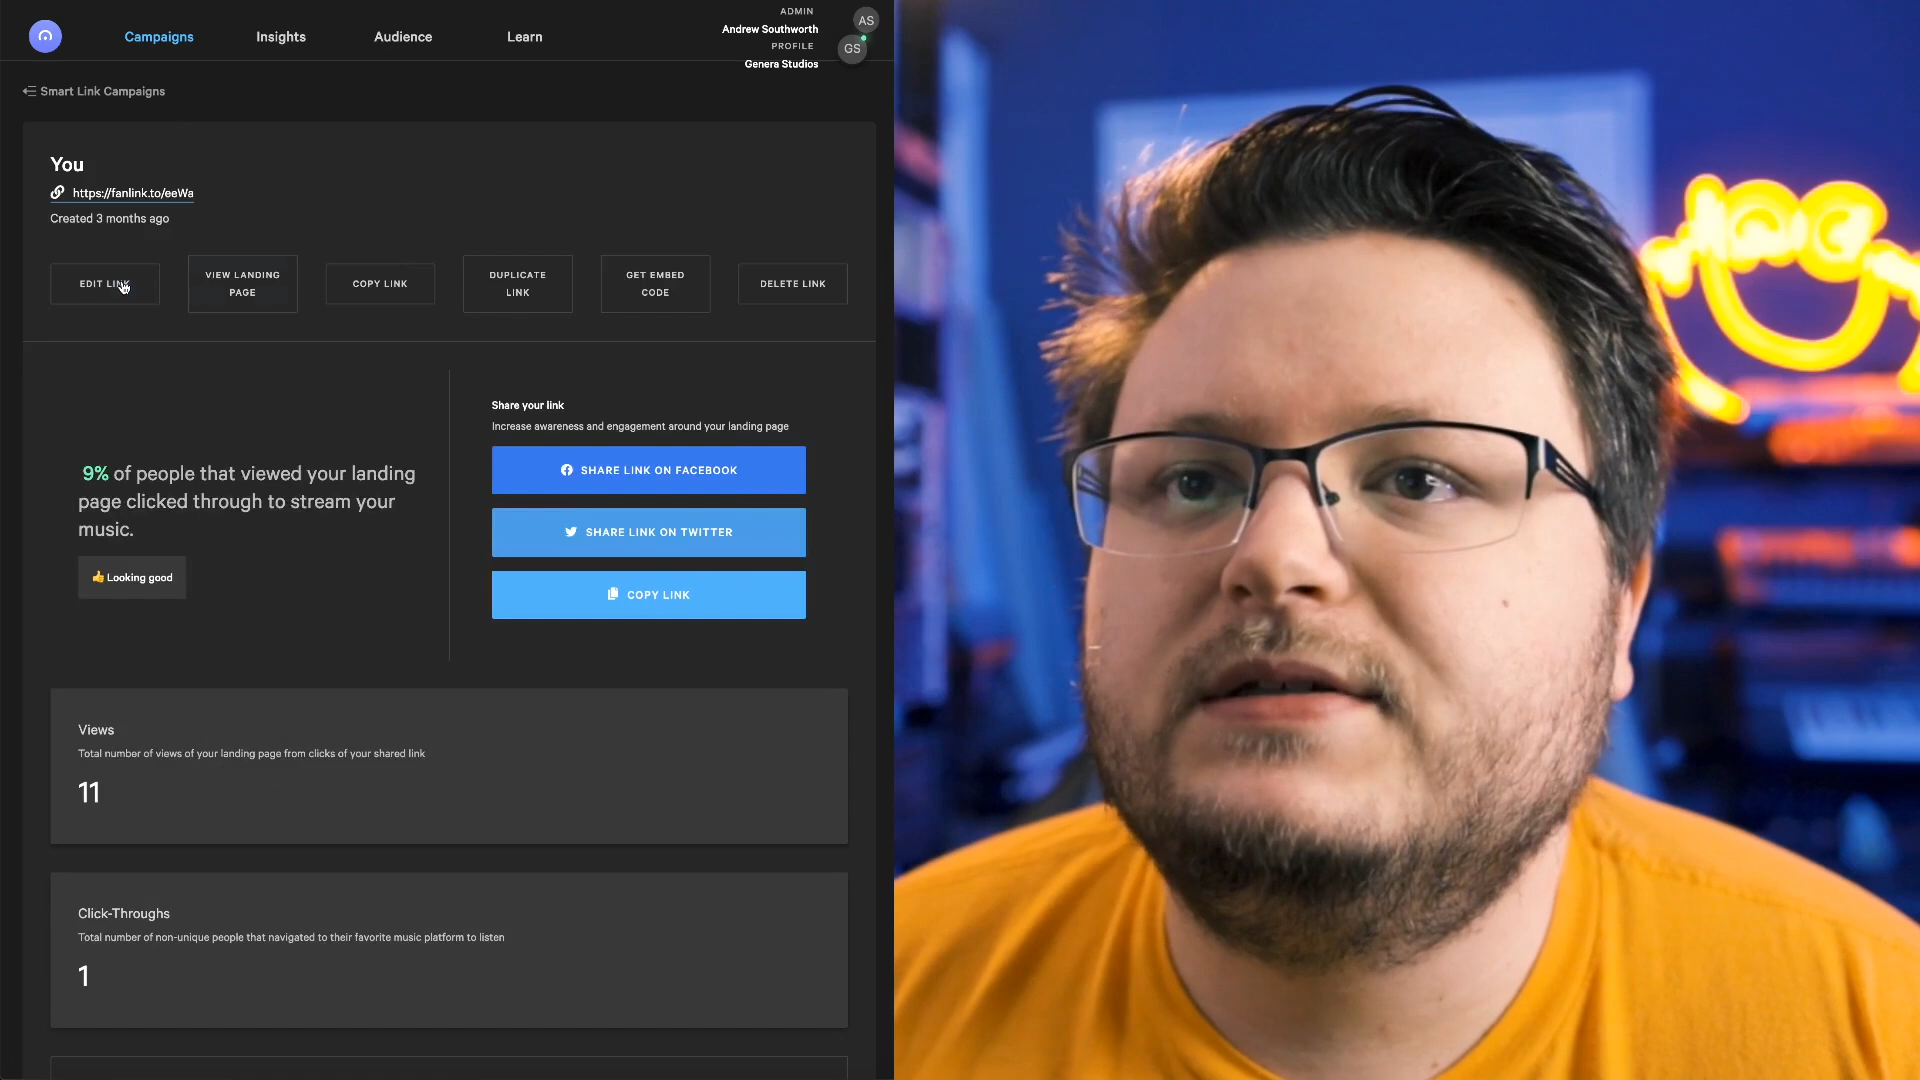 Campaigns
Insights
Audience
Learn
ADMIN
Andrew Southworth
PROFILE
Genera Studios
AS
GS
Smart Link Campaigns
You
https://fanlink.to/eeWa
Created 3 months ago
EDIT LINK
VIEW LANDING
PAGE
COPY LINK
DUPLICATE
LINK
GET EMBED
CODE
DELETE LINK
9% of people that viewed your landing
page clicked through to stream your
music.
👍 Looking good
Share your link
Increase awareness and engagement around your landing page
SHARE LINK ON FACEBOOK
SHARE LINK ON TWITTER
COPY LINK
Views
Total number of views of your landing page from clicks of your shared link
11
Click-Throughs
Total number of non-unique people that navigated to their favorite music platform to listen
1